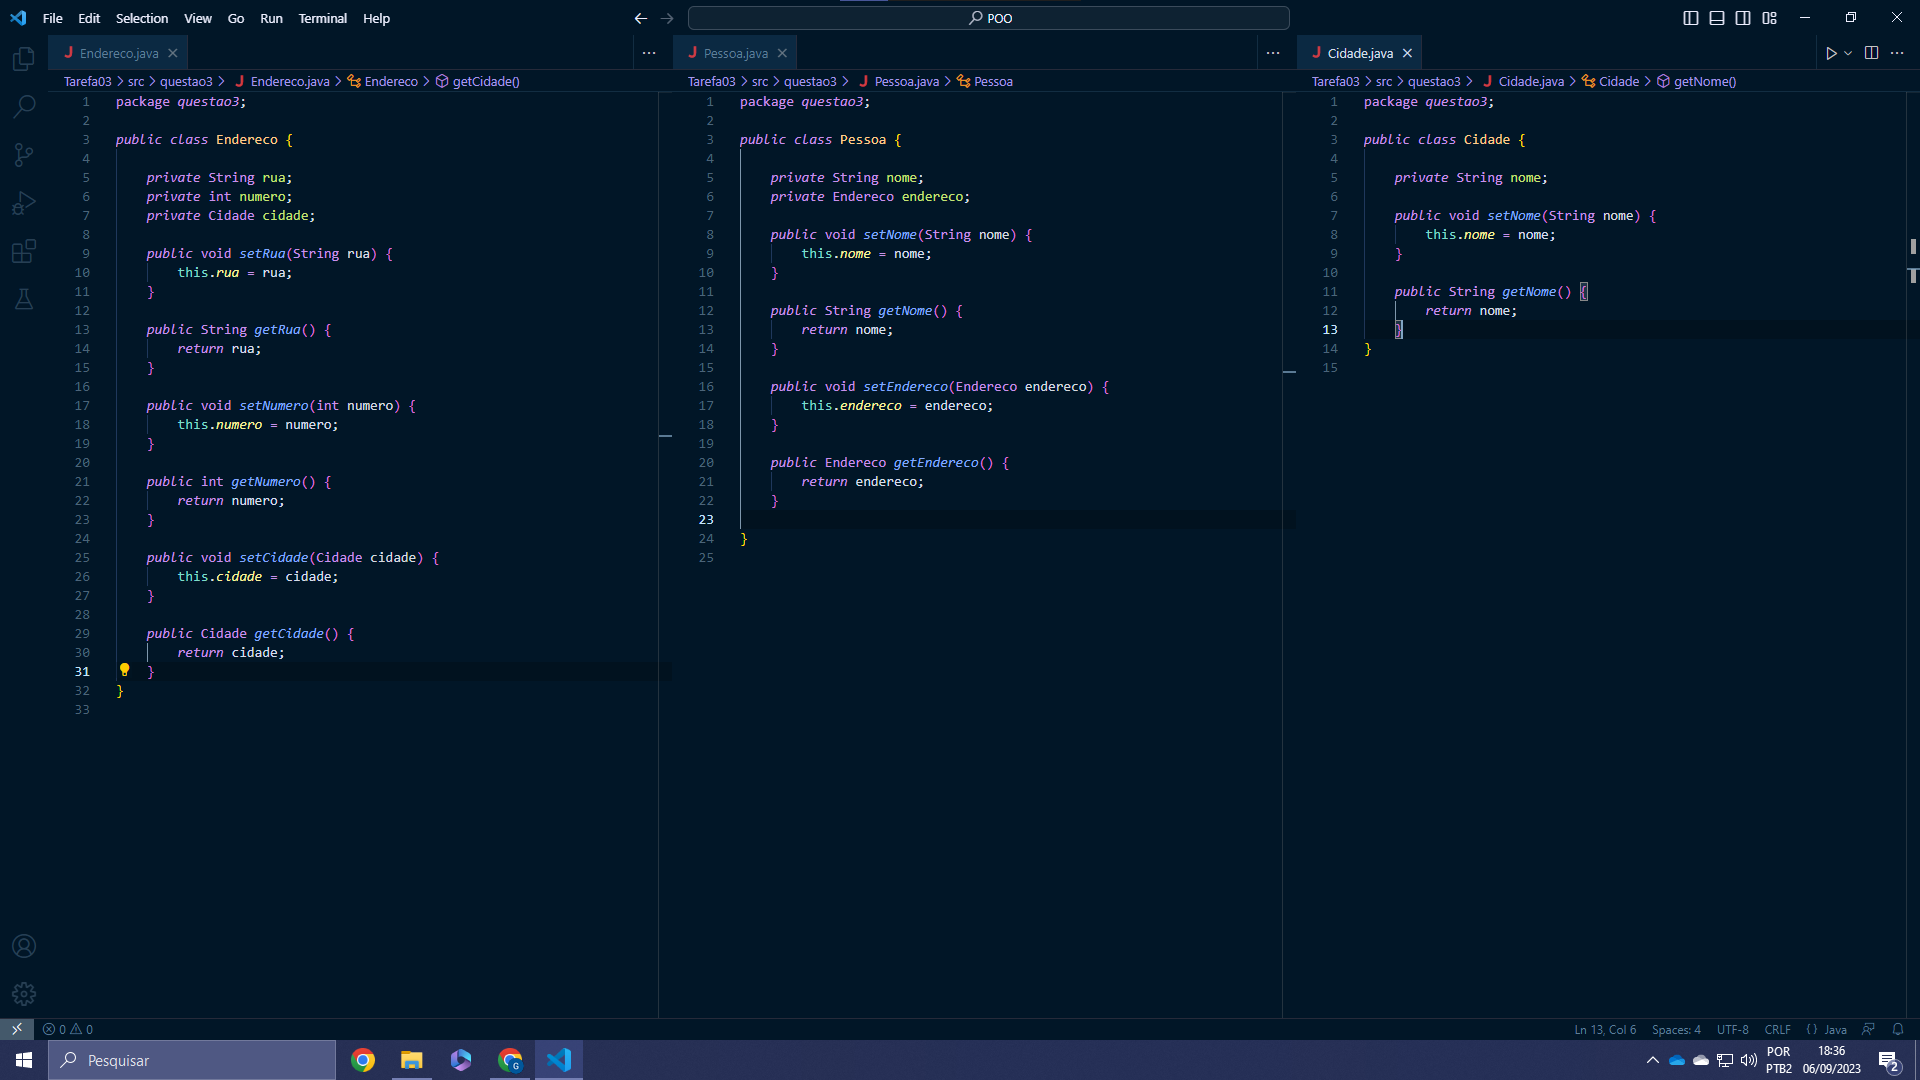 File Edit Selection View Go Run Terminal Help
POO
Endereco.java
Tarefa03 > src > questao3 > J Endereco.java > Endereco > getCidade()
1 package questao3;
2
3 public class Endereco {
4
5 private String rua;
6 private int numero;
7 private Cidade cidade;
8
9 public void setRua(String rua) {
10 this.rua = rua;
11 }
12
13 public String getRua() {
14 return rua;
15 }
16
17 public void setNumero(int numero) {
18 this.numero = numero;
19 }
20
21 public int getNumero() {
22 return numero;
23 }
24
25 public void setCidade(Cidade cidade) {
26 this.cidade = cidade;
27 }
28
29 public Cidade getCidade() {
30 return cidade;
31 }
32 }
33
J Pessoa.java
Tarefa03 > src > questao3 > J Pessoa.java > Pessoa
1 package questao3;
2
3 public class Pessoa {
4
5 private String nome;
6 private Endereco endereco;
7
8 public void setNome(String nome) {
9 this.nome = nome;
10 }
11
12 public String getNome() {
13 return nome;
14 }
15
16 public void setEndereco(Endereco endereco) {
17 this.endereco = endereco;
18 }
19
20 public Endereco getEndereco() {
21 return endereco;
22 }
23
24 }
25
J Cidade.java
Tarefa03 > src > questao3 > J Cidade.java > Cidade > getNome()
1 package questao3;
2
3 public class Cidade {
4
5 private String nome;
6
7 public void setNome(String nome) {
8 this.nome = nome;
9 }
10
11 public String getNome() {
12 return nome;
13 }
14 }
15
0 0
Ln 13, Col 6 Spaces: 4 UTF-8 CRLF {} Java
Pesquisar
G
POR
PTB2
18:36
06/09/2023
2